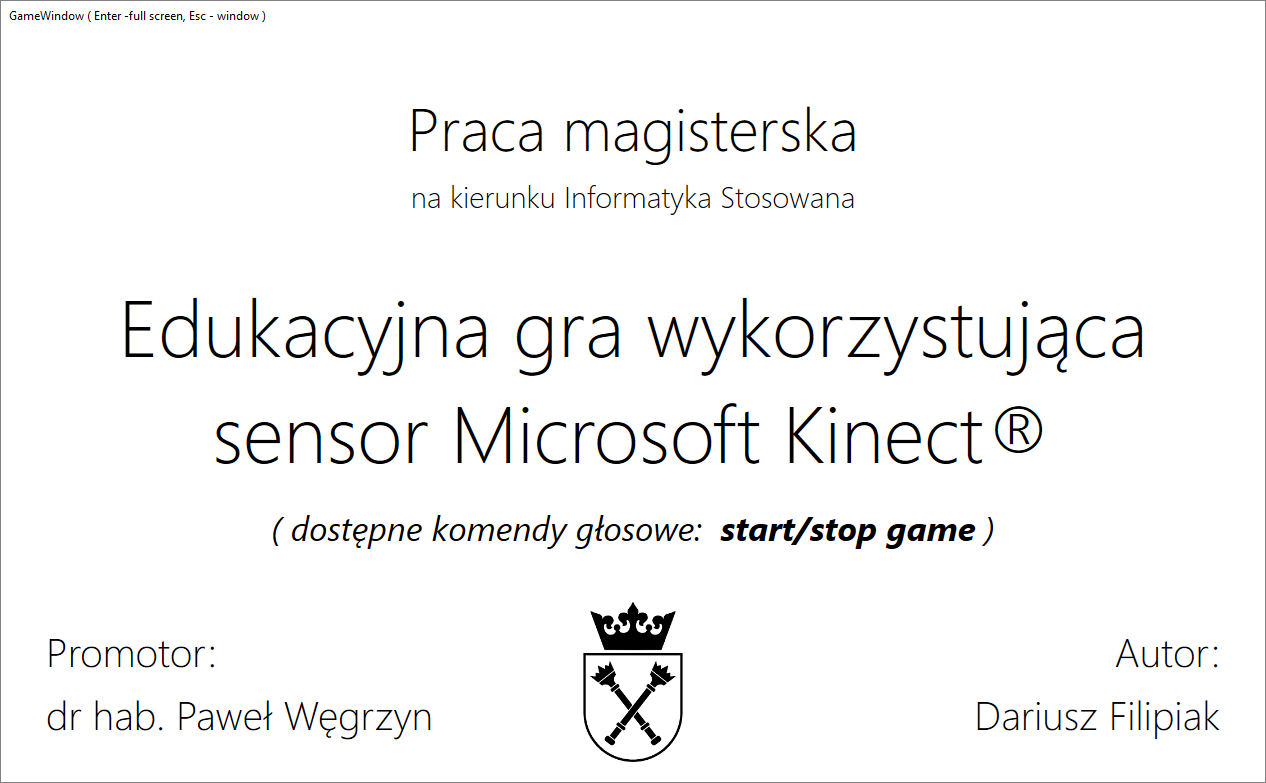 GameWindow ( Enter -full screen, Esc - window )
Praca magisterska
na kierunku Informatyka Stosowana
Edukacyjna gra wykorzystująca
sensor Microsoft Kinect®
( dostępne komendy głosowe: start/stop game )
Promotor:
dr hab. Paweł Węgrzyn
Autor:
Dariusz Filipiak